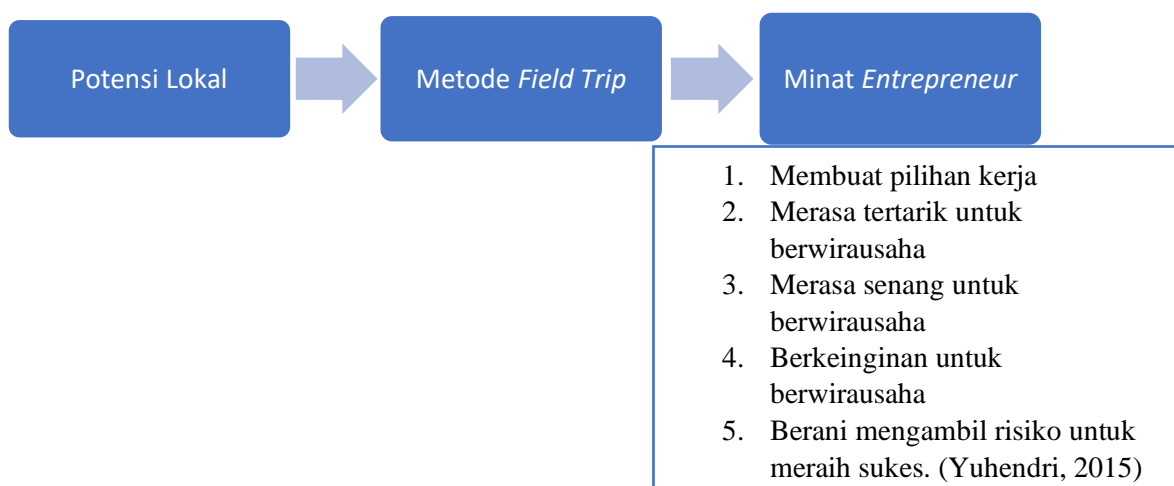 Potensi Lokal
Metode Field Trip
Minat Entrepreneur
1. Membuat pilihan kerja
2. Merasa tertarik untuk
berwirausaha
3. Merasa senang untuk
berwirausaha
4. Berkeinginan untuk
berwirausaha
5. Berani mengambil risiko untuk
meraih sukes. (Yuhendri, 2015)